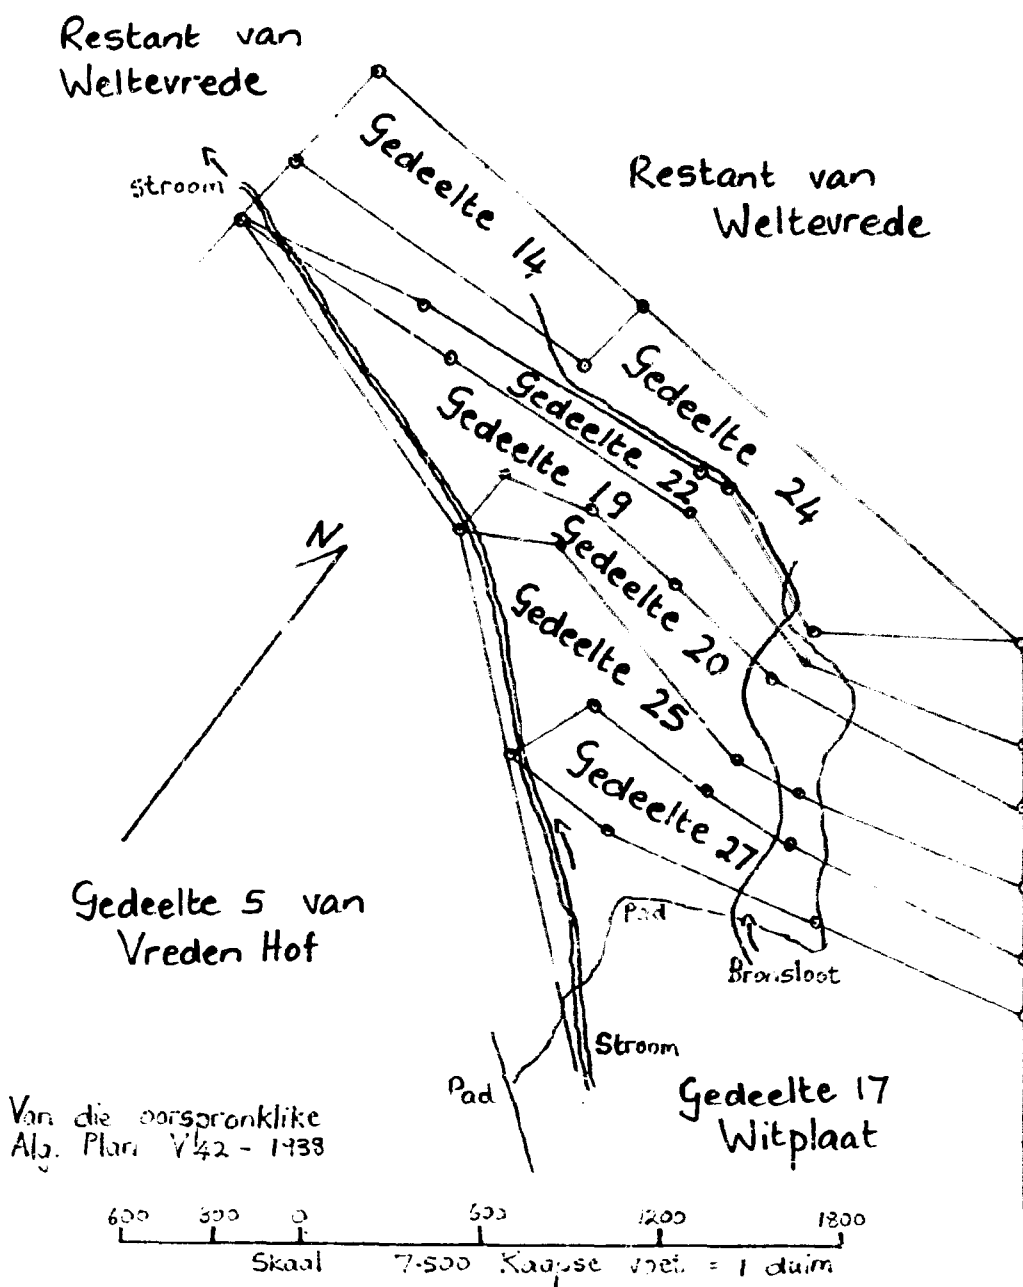 Restant van
Weltevrede
Stroom
Gedeelte 14
Restant van
Weltevrede
Gedeelte 24
Gedeelte 22
Gedeelte 19
Gedeelte 20
Gedeelte 25
Gedeelte 27
N
Gedeelte 5 van
Vreden Hof
Pad
Bronsloot
Stroom
Pad
Gedeelte 17
Witplaat
Van die oorspronklike
Alg. Plan V42 - 1938
600 300 0 600 1200 1800
Skaal 7.500 Kaapse voet = 1 duim